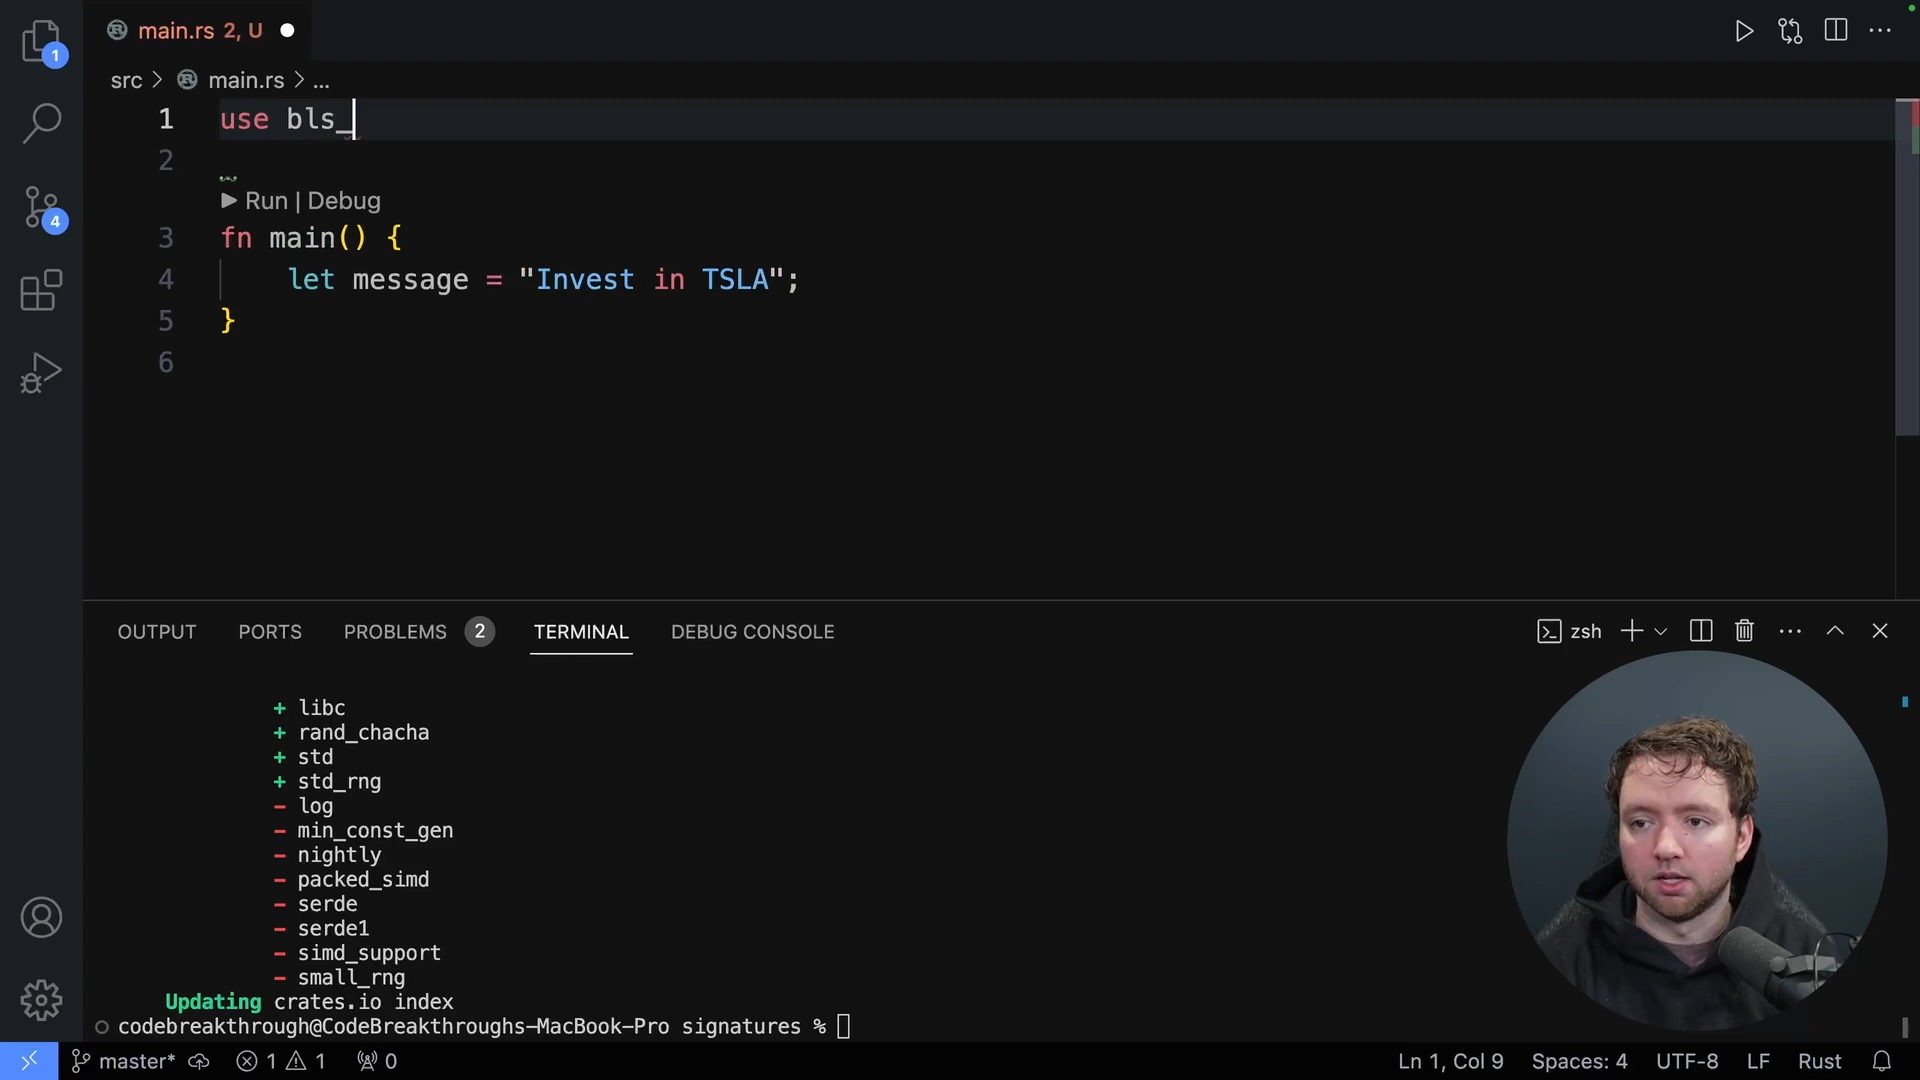 1
main.rs 2, U
src > main.rs > ...
1 use bls_
2
Run | Debug
3 fn main() {
4 let message = "Invest in TSLA";
5 }
6
4
OUTPUT PORTS PROBLEMS 2 TERMINAL DEBUG CONSOLE zsh
+ libc
+ rand_chacha
+ std
+ std_rng
- log
- min_const_gen
- nightly
- packed_simd
- serde
- serde1
- simd_support
- small_rng
Updating crates.io index
codebreakthrough@CodeBreakthroughs-MacBook-Pro signatures %
master* 1 1 0 Ln 1, Col 9 Spaces: 4 UTF-8 LF Rust